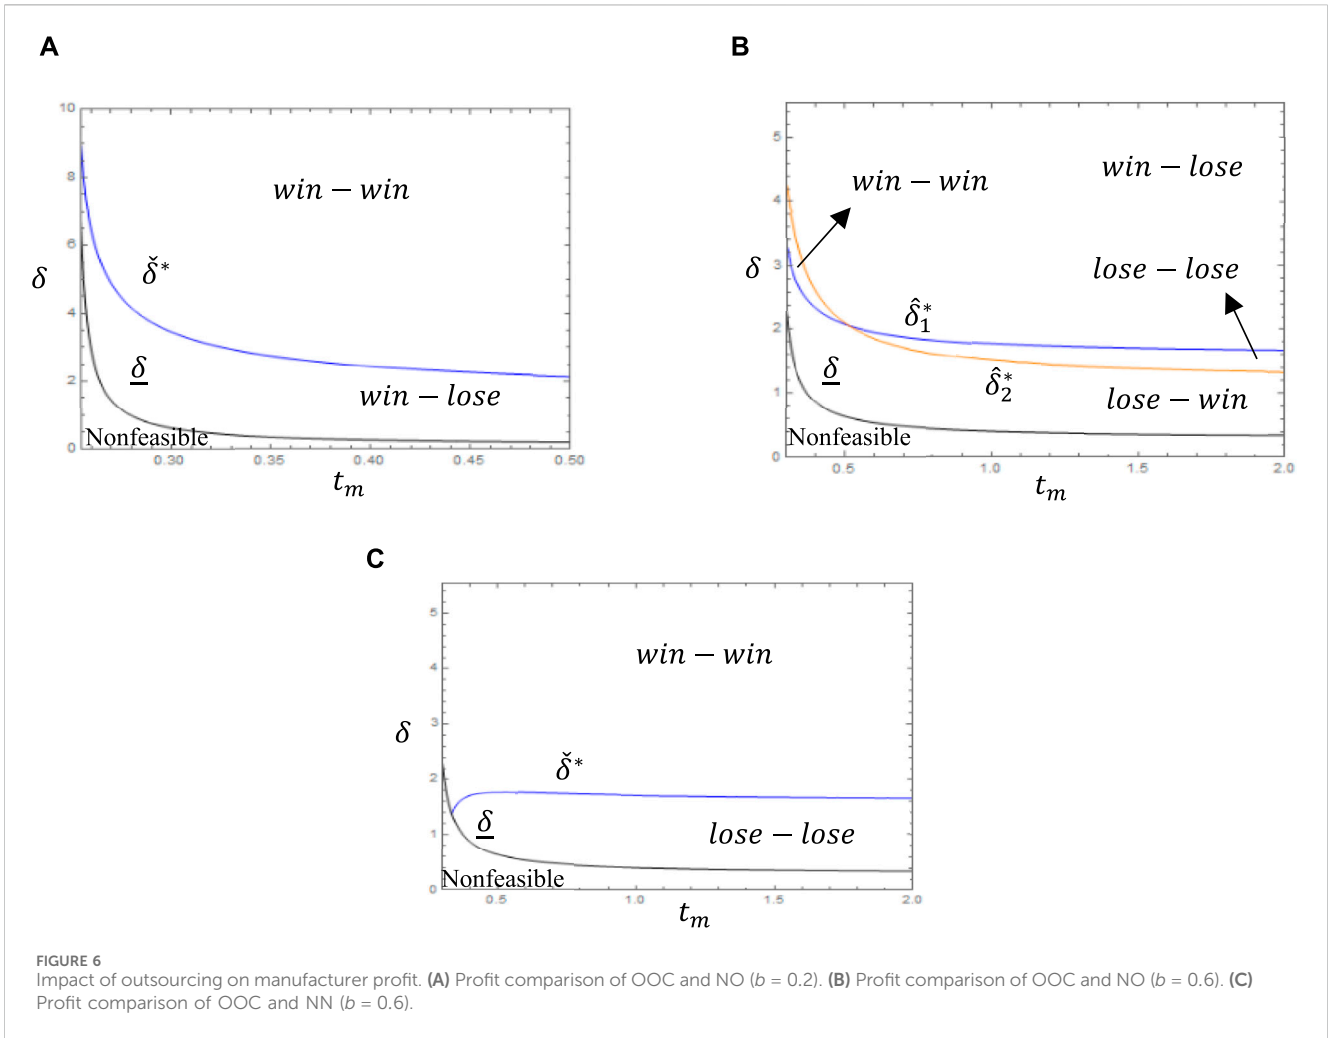 A
10
8
6
4
2
0
δ
win − win
δ̌*
δ̲
win − lose
Nonfeasible
0.30 0.35 0.40 0.45 0.50
t_m
B
5
4
3
2
1
0
δ
win − win
win − lose
lose − lose
δ̂₁*
δ̲
δ̂₂*
lose − win
Nonfeasible
0.5 1.0 1.5 2.0
t_m
C
5
4
3
2
1
0
δ
win − win
δ̌*
δ̲
lose − lose
Nonfeasible
0.5 1.0 1.5 2.0
t_m
FIGURE 6
Impact of outsourcing on manufacturer profit. (A) Profit comparison of OOC and NO (b = 0.2). (B) Profit comparison of OOC and NO (b = 0.6). (C)
Profit comparison of OOC and NN (b = 0.6).